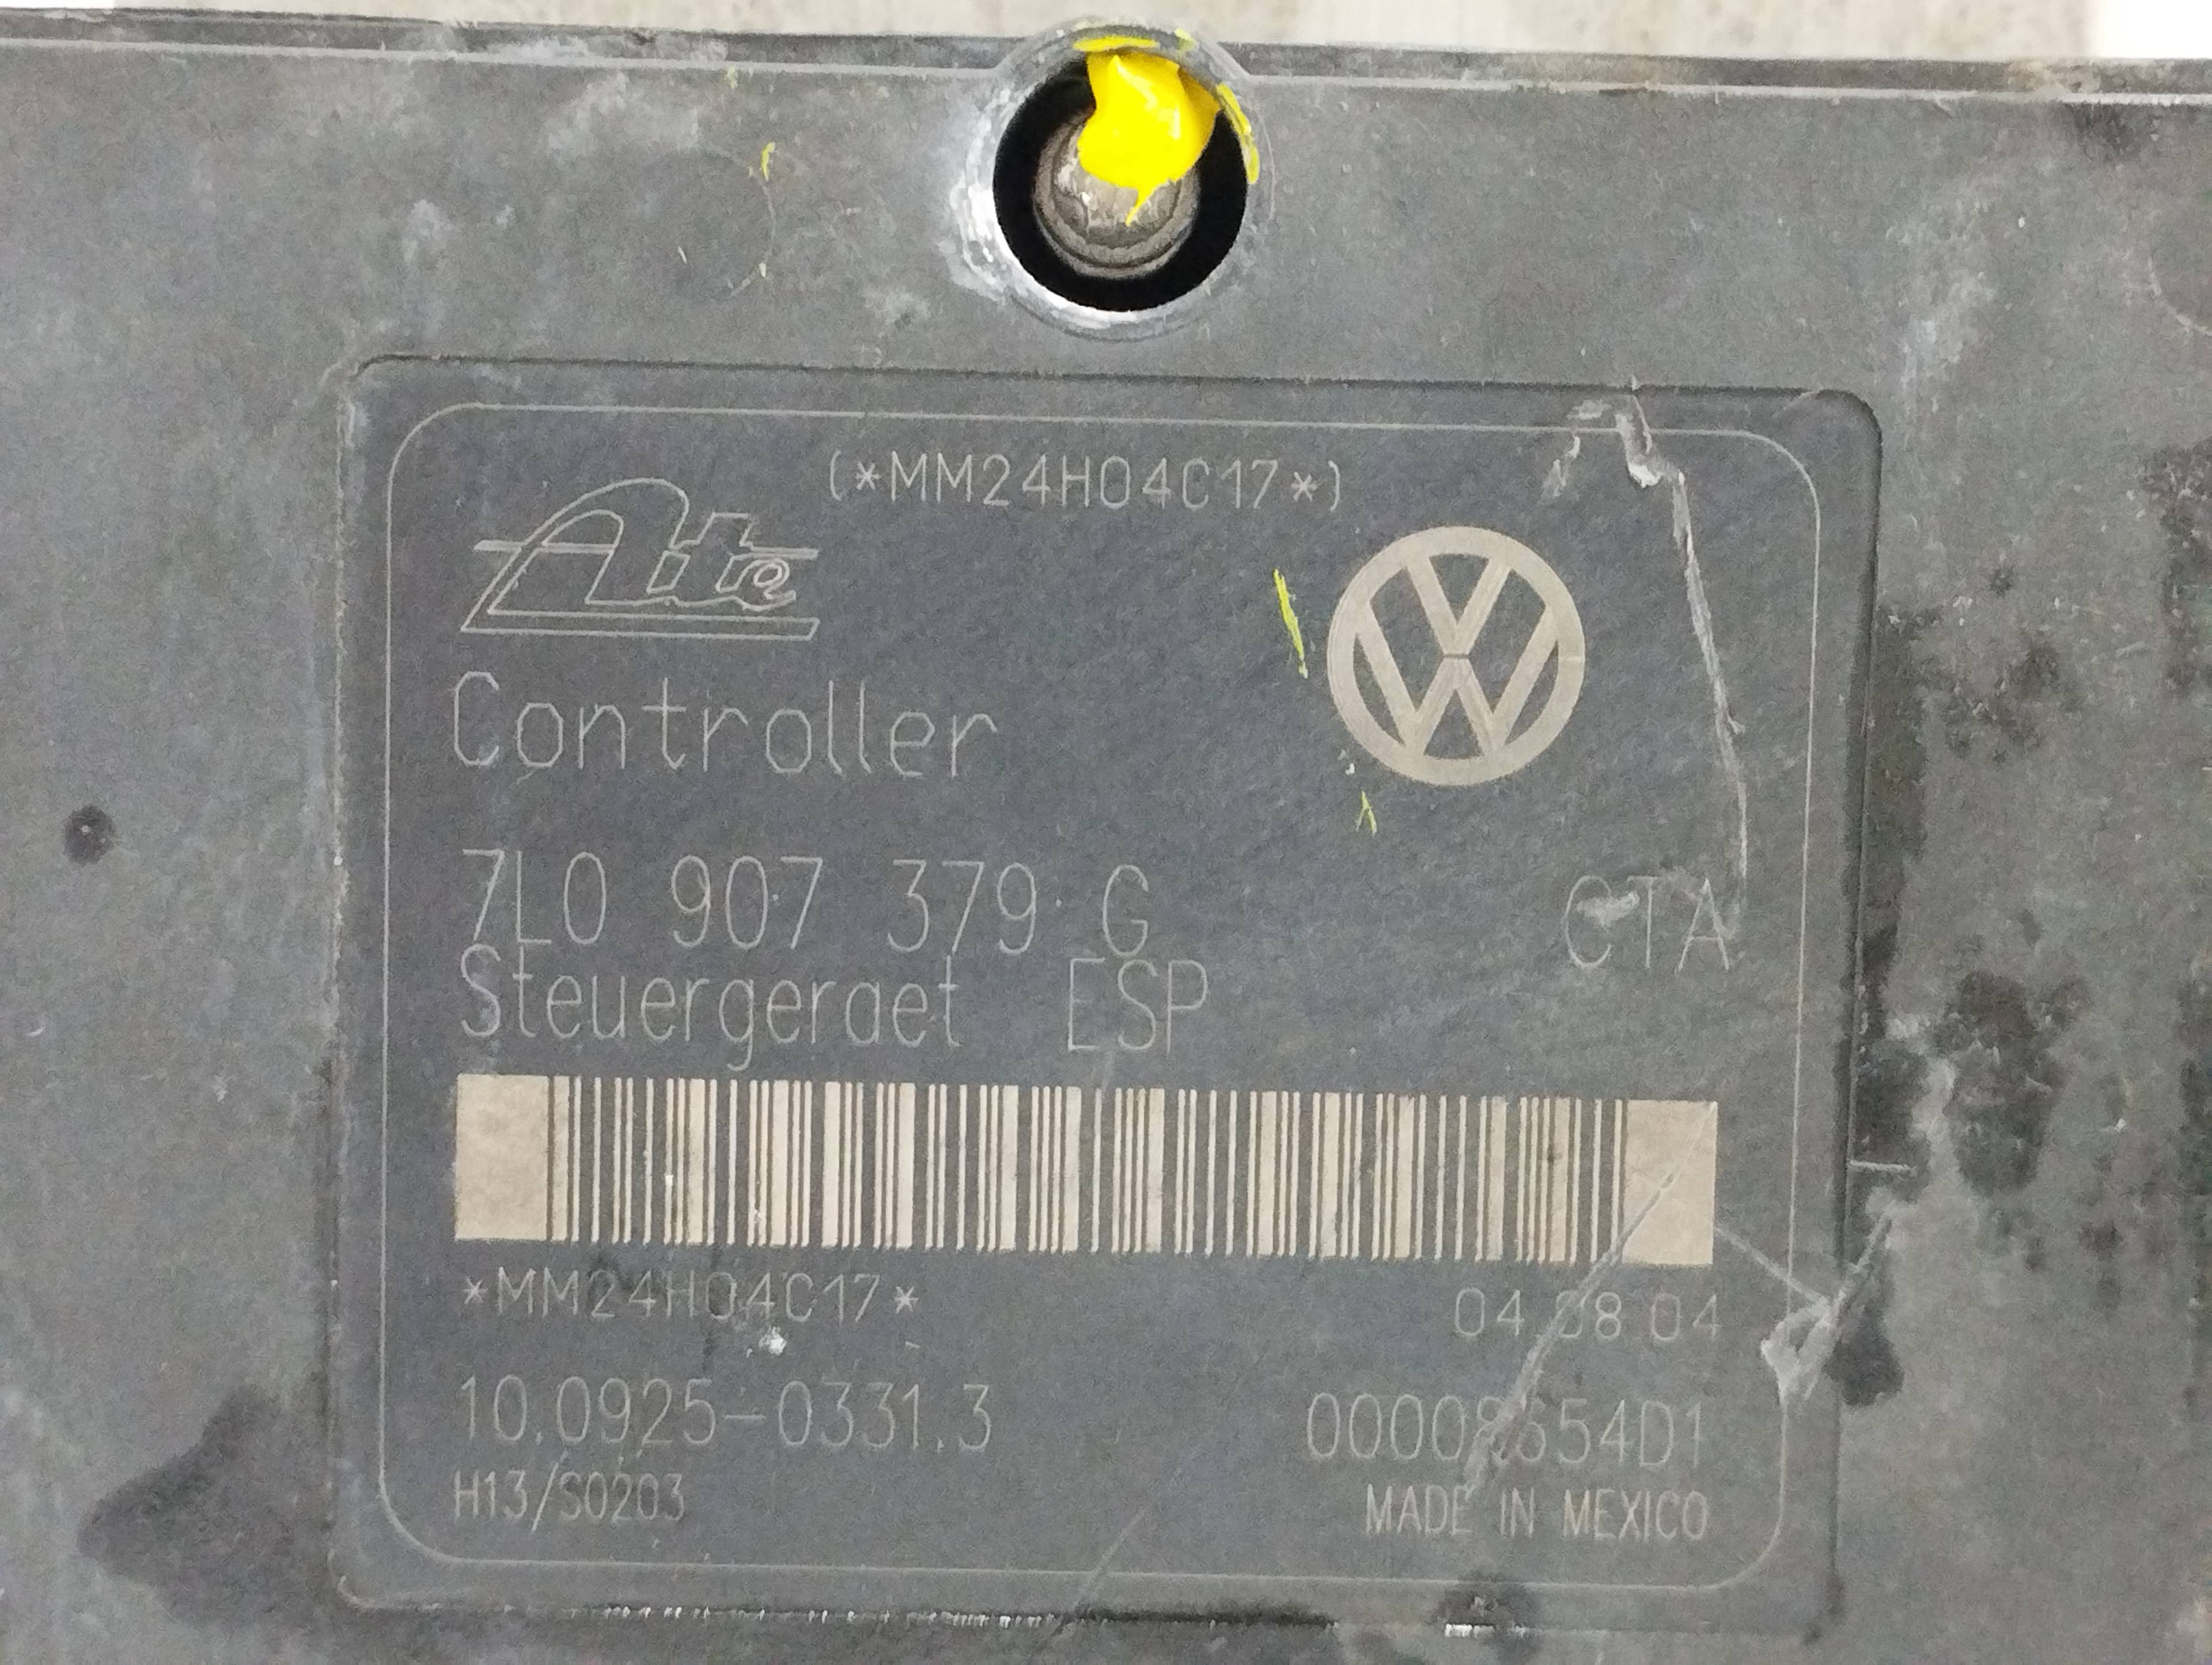 (*MM24H04C17*)
Ate
Controller
7L0 907 379 G CTA
Steuergeraet ESP
*MM24H04C17* 04.08.04
10.0925-0331.3
H13/S0203 MADE IN MEXICO